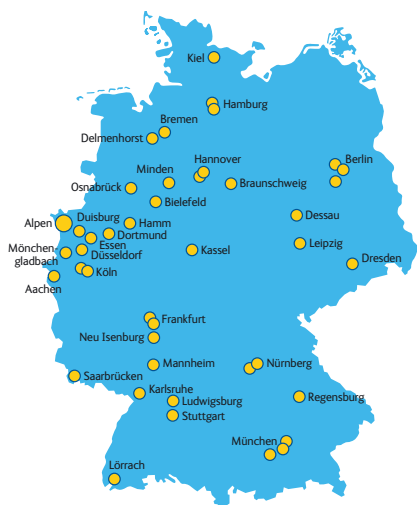 Kiel
Hamburg
Bremen
Delmenhorst
Hannover
Berlin
Minden
Osnabrück
Braunschweig
Bielefeld
Alpen
Duisburg
Hamm
Dessau
Dortmund
Essen
Mönchen-
gladbach
Düsseldorf
Kassel
Leipzig
Köln
Dresden
Aachen
Frankfurt
Neu Isenburg
Mannheim
Nürnberg
Saarbrücken
Karlsruhe
Ludwigsburg
Regensburg
Stuttgart
München
Lörrach